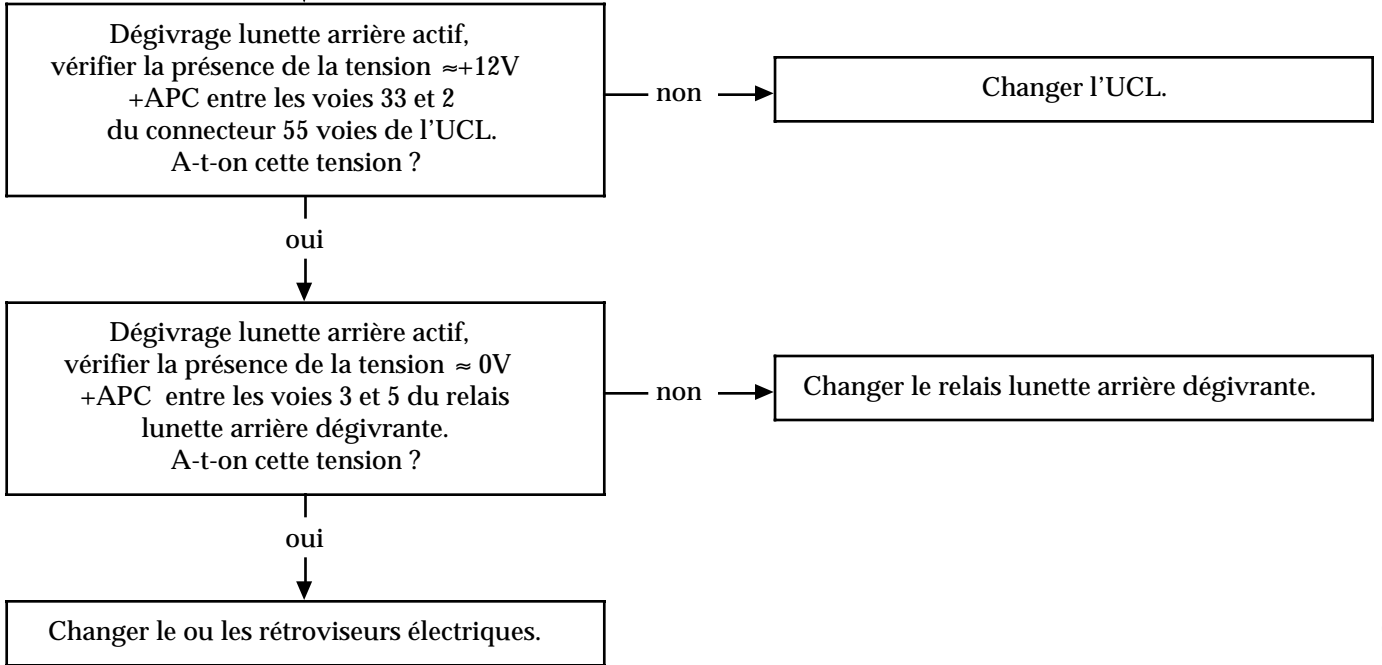 Dégivrage lunette arrière actif,
vérifier la présence de la tension ≈+12V
+APC entre les voies 33 et 2
du connecteur 55 voies de l’UCL.
A-t-on cette tension ?
non
Changer l’UCL.
oui
Dégivrage lunette arrière actif,
vérifier la présence de la tension ≈ 0V
+APC entre les voies 3 et 5 du relais
lunette arrière dégivrante.
A-t-on cette tension ?
non
Changer le relais lunette arrière dégivrante.
oui
Changer le ou les rétroviseurs électriques.